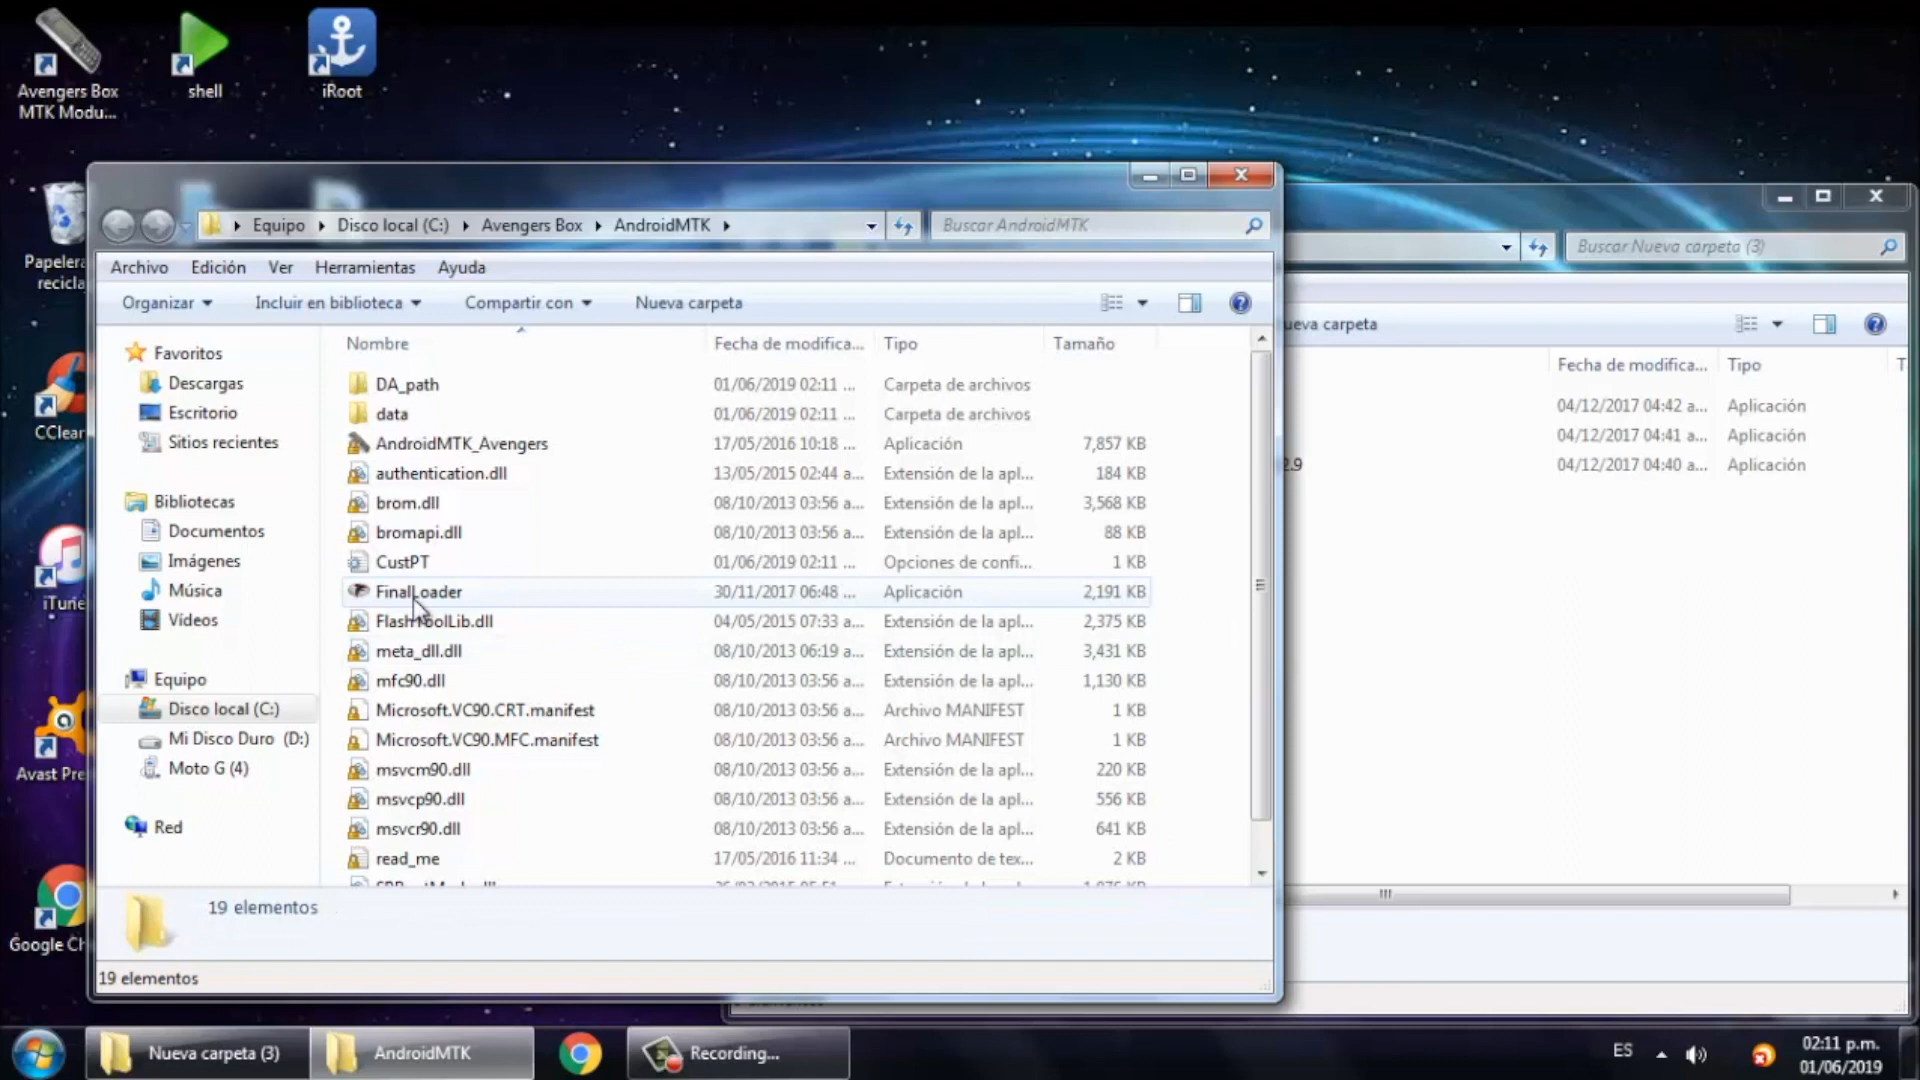 Avengers Box
MTK Modu...
shell
iRoot
Papelera
recicla
CClear
iTune
Avast Pre
Google Ch
Equipo
Disco local (C:)
Avengers Box
AndroidMTK
Buscar AndroidMTK
Archivo
Edición
Ver
Herramientas
Ayuda
Organizar
Incluir en biblioteca
Compartir con
Nueva carpeta
Favoritos
Descargas
Escritorio
Sitios recientes
Bibliotecas
Documentos
Imágenes
Música
Vídeos
Equipo
Disco local (C:)
Mi Disco Duro (D:)
Moto G (4)
Red
Nombre Fecha de modifica... Tipo Tamaño
DA_path 01/06/2019 02:11 ... Carpeta de archivos
data 01/06/2019 02:11 ... Carpeta de archivos
AndroidMTK_Avengers 17/05/2016 10:18 ... Aplicación 7,857 KB
authentication.dll 13/05/2015 02:44 a... Extensión de la apl... 184 KB
brom.dll 08/10/2013 03:56 a... Extensión de la apl... 3,568 KB
bromapi.dll 08/10/2013 03:56 a... Extensión de la apl... 88 KB
CustPT 01/06/2019 02:11 ... Opciones de confi... 1 KB
FinalLoader 30/11/2017 06:48 ... Aplicación 2,191 KB
FlashToolLib.dll 04/05/2015 07:33 a... Extensión de la apl... 2,375 KB
meta_dll.dll 08/10/2013 06:19 a... Extensión de la apl... 3,431 KB
mfc90.dll 08/10/2013 03:56 a... Extensión de la apl... 1,130 KB
Microsoft.VC90.CRT.manifest 08/10/2013 03:56 a... Archivo MANIFEST 1 KB
Microsoft.VC90.MFC.manifest 08/10/2013 03:56 a... Archivo MANIFEST 1 KB
msvcm90.dll 08/10/2013 03:56 a... Extensión de la apl... 220 KB
msvcp90.dll 08/10/2013 03:56 a... Extensión de la apl... 556 KB
msvcr90.dll 08/10/2013 03:56 a... Extensión de la apl... 641 KB
read_me 17/05/2016 11:34 ... Documento de tex... 2 KB
19 elementos
19 elementos
Buscar Nueva carpeta (3)
ueva carpeta
Fecha de modifica... Tipo T
04/12/2017 04:42 a... Aplicación
04/12/2017 04:41 a... Aplicación
2.9 04/12/2017 04:40 a... Aplicación
Nueva carpeta (3)
AndroidMTK
Recording...
ES
02:11 p.m.
01/06/2019